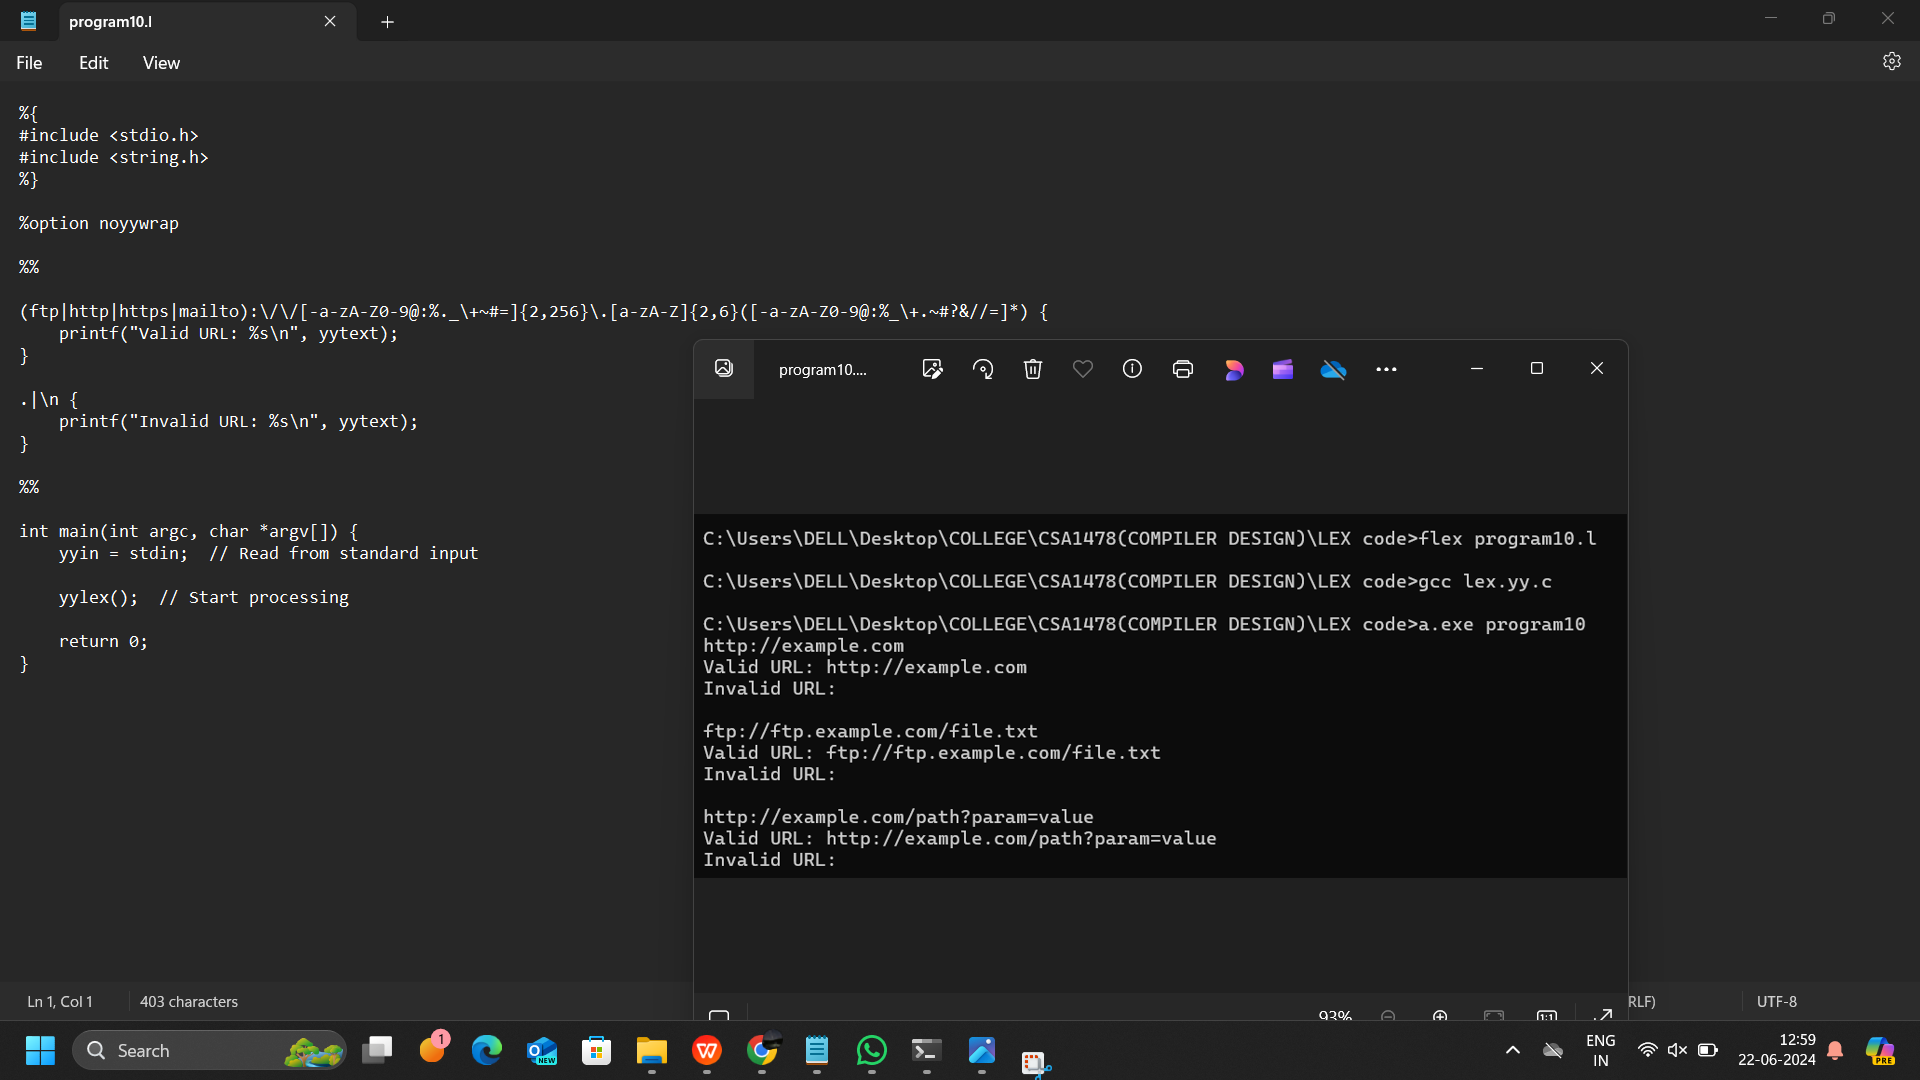 program10.l
File Edit View
%{
#include <stdio.h>
#include <string.h>
%}
%option noyywrap
%%
(ftp|http|https|mailto):\/\/[-a-zA-Z0-9@:%._\+~#=]{2,256}\.[a-zA-Z]{2,6}([-a-zA-Z0-9@:%_\+.~#?&//=]*) {
printf("Valid URL: %s\n", yytext);
}
.|\n {
printf("Invalid URL: %s\n", yytext);
}
%%
int main(int argc, char *argv[]) {
yyin = stdin;  // Read from standard input
yylex();  // Start processing
return 0;
}
program10....
C:\Users\DELL\Desktop\COLLEGE\CSA1478(COMPILER DESIGN)\LEX code>flex program10.l
C:\Users\DELL\Desktop\COLLEGE\CSA1478(COMPILER DESIGN)\LEX code>gcc lex.yy.c
C:\Users\DELL\Desktop\COLLEGE\CSA1478(COMPILER DESIGN)\LEX code>a.exe program10
http://example.com
Valid URL: http://example.com
Invalid URL:
ftp://ftp.example.com/file.txt
Valid URL: ftp://ftp.example.com/file.txt
Invalid URL:
http://example.com/path?param=value
Valid URL: http://example.com/path?param=value
Invalid URL:
93%
Ln 1, Col 1
403 characters
RLF)
UTF-8
Search
1
NEW
ENG
IN
12:59
22-06-2024
PRE